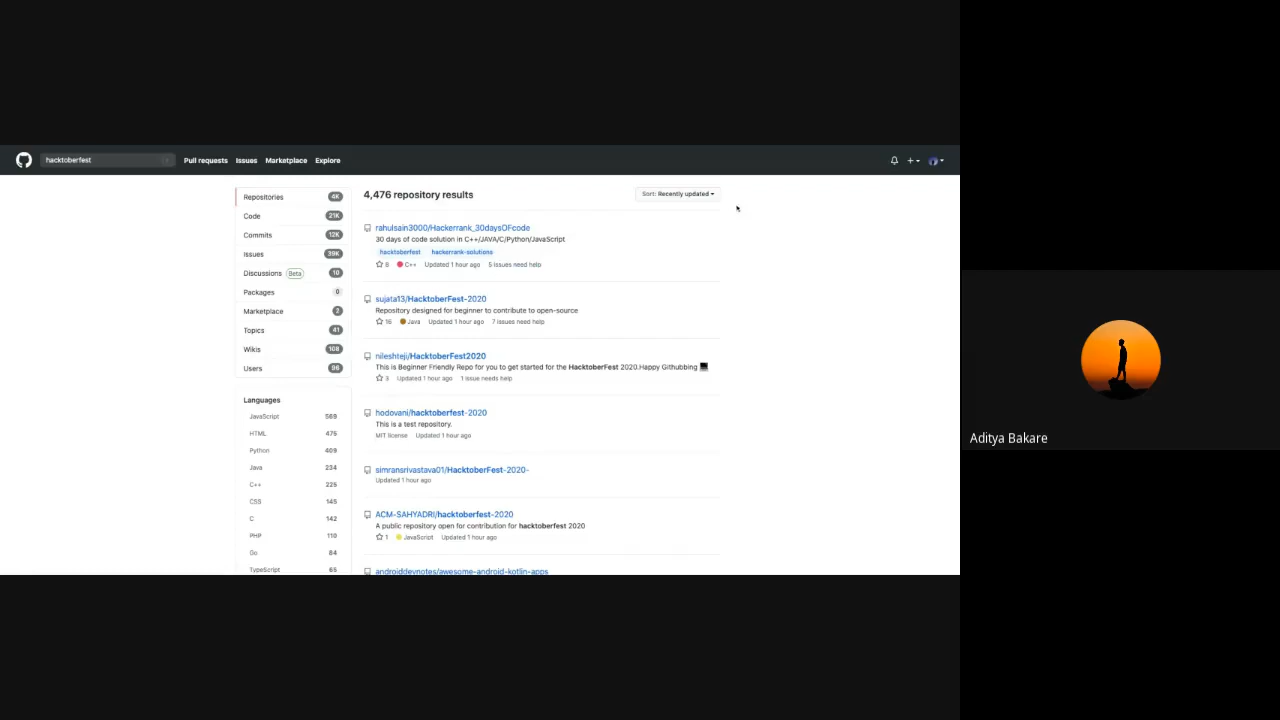 hacktoberfest
Pull requests Issues Marketplace Explore
Repositories 4K
Code 21K
Commits 12K
Issues 39K
Discussions Beta 10
Packages 0
Marketplace 2
Topics 41
Wikis 108
Users 96
Languages
JavaScript 569
HTML 475
Python 409
Java 234
C++ 225
CSS 145
C 142
PHP 110
Go 84
TypeScript 65
4,476 repository results
Sort: Recently updated
rahulsain3000/Hackerrank_30daysOFcode
30 days of code solution in C++/JAVA/C/Python/JavaScript
hacktoberfest hackerrank-solutions
8 C++ Updated 1 hour ago 5 issues need help
sujata13/HacktoberFest-2020
Repository designed for beginner to contribute to open-source
16 Java Updated 1 hour ago 7 issues need help
nileshteji/HacktoberFest2020
This is Beginner Friendly Repo for you to get started for the HacktoberFest 2020.Happy Githubbing
3 Updated 1 hour ago 1 issue needs help
hodovani/hacktoberfest-2020
This is a test repository.
MIT license Updated 1 hour ago
simransrivastava01/HacktoberFest-2020-
Updated 1 hour ago
ACM-SAHYADRI/hacktoberfest-2020
A public repository open for contribution for hacktoberfest 2020
1 JavaScript Updated 1 hour ago
androiddevnotes/awesome-android-kotlin-apps
Aditya Bakare